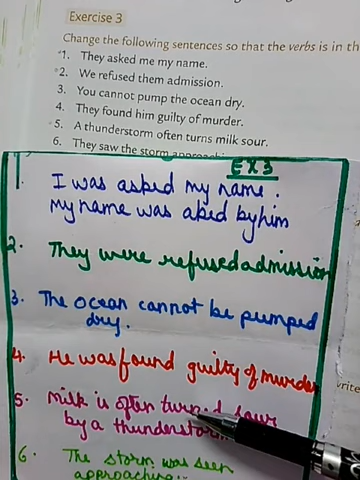 Exercise 3
Change the following sentences so that the verbs is in th
1. They asked me my name.
2. We refused them admission.
3. You cannot pump the ocean dry.
4. They found him guilty of murder.
5. A thunderstorm often turns milk sour.
6. They saw the storm approachi
EX3
1. I was asked my name.
my name was aked by him
2. They were refused admission
3. The ocean cannot be pumped
dry.
4. He was found guilty of murder
5. Milk is often turned sour
by a thunderstorm.
6. The storm was seen
approaching..